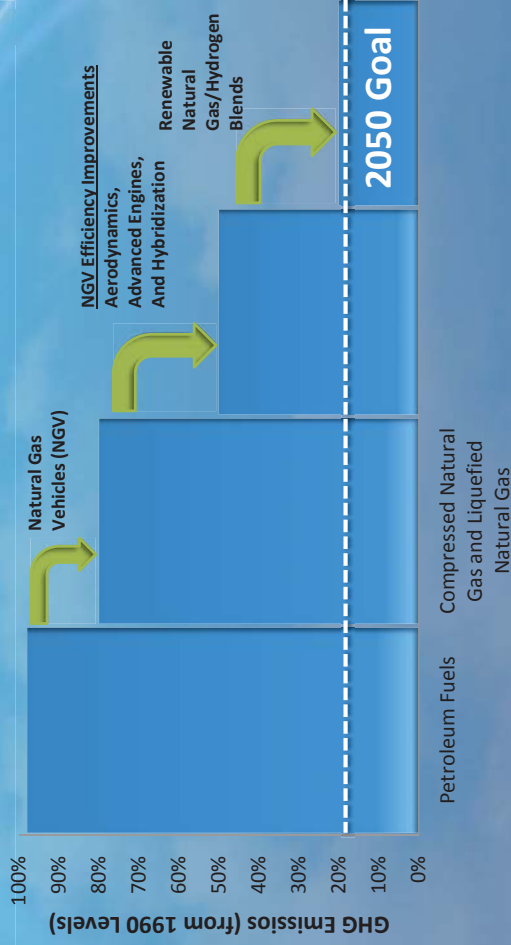 GHG Emissios (from 1990 Levels)
100%
90%
80%
70%
60%
50%
40%
30%
20%
10%
0%
Natural Gas
Vehicles (NGV)
NGV Efficiency Improvements
Aerodynamics,
Advanced Engines,
And Hybridization
Renewable
Natural
Gas/Hydrogen
Blends
2050 Goal
Petroleum Fuels
Compressed Natural
Gas and Liquefied
Natural Gas